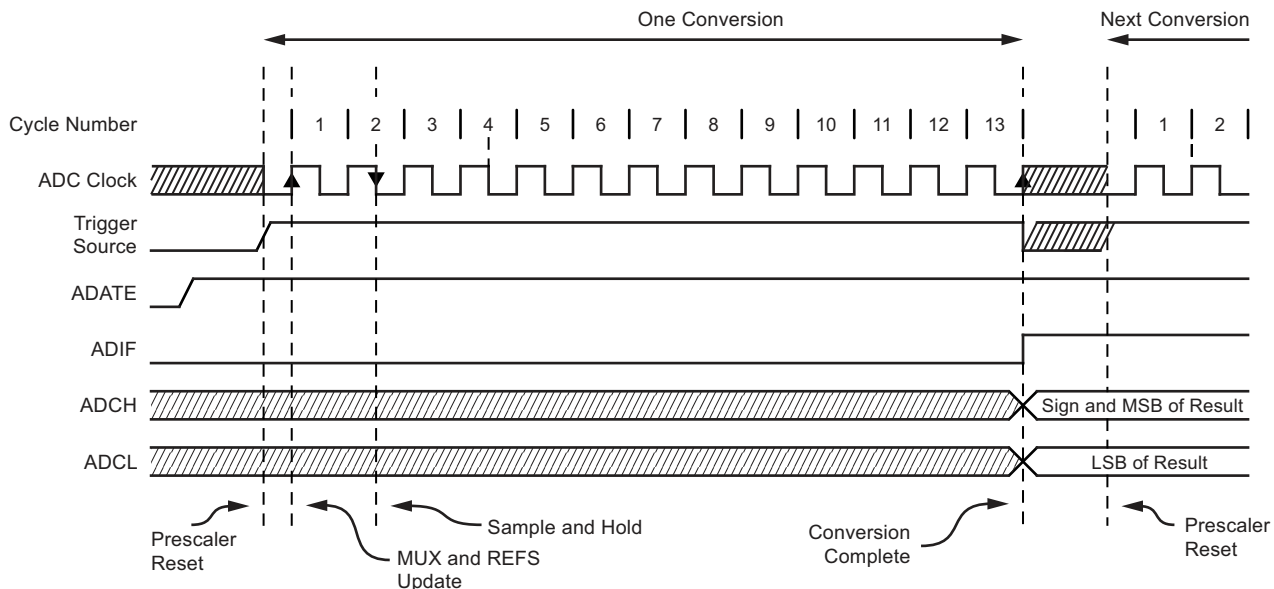 One Conversion
Next Conversion
Cycle Number
1 2 3 4 5 6 7 8 9 10 11 12 13 1 2
ADC Clock
Trigger
Source
ADATE
ADIF
ADCH
Sign and MSB of Result
ADCL
LSB of Result
Prescaler
Reset
MUX and REFS
Update
Sample and Hold
Conversion
Complete
Prescaler
Reset